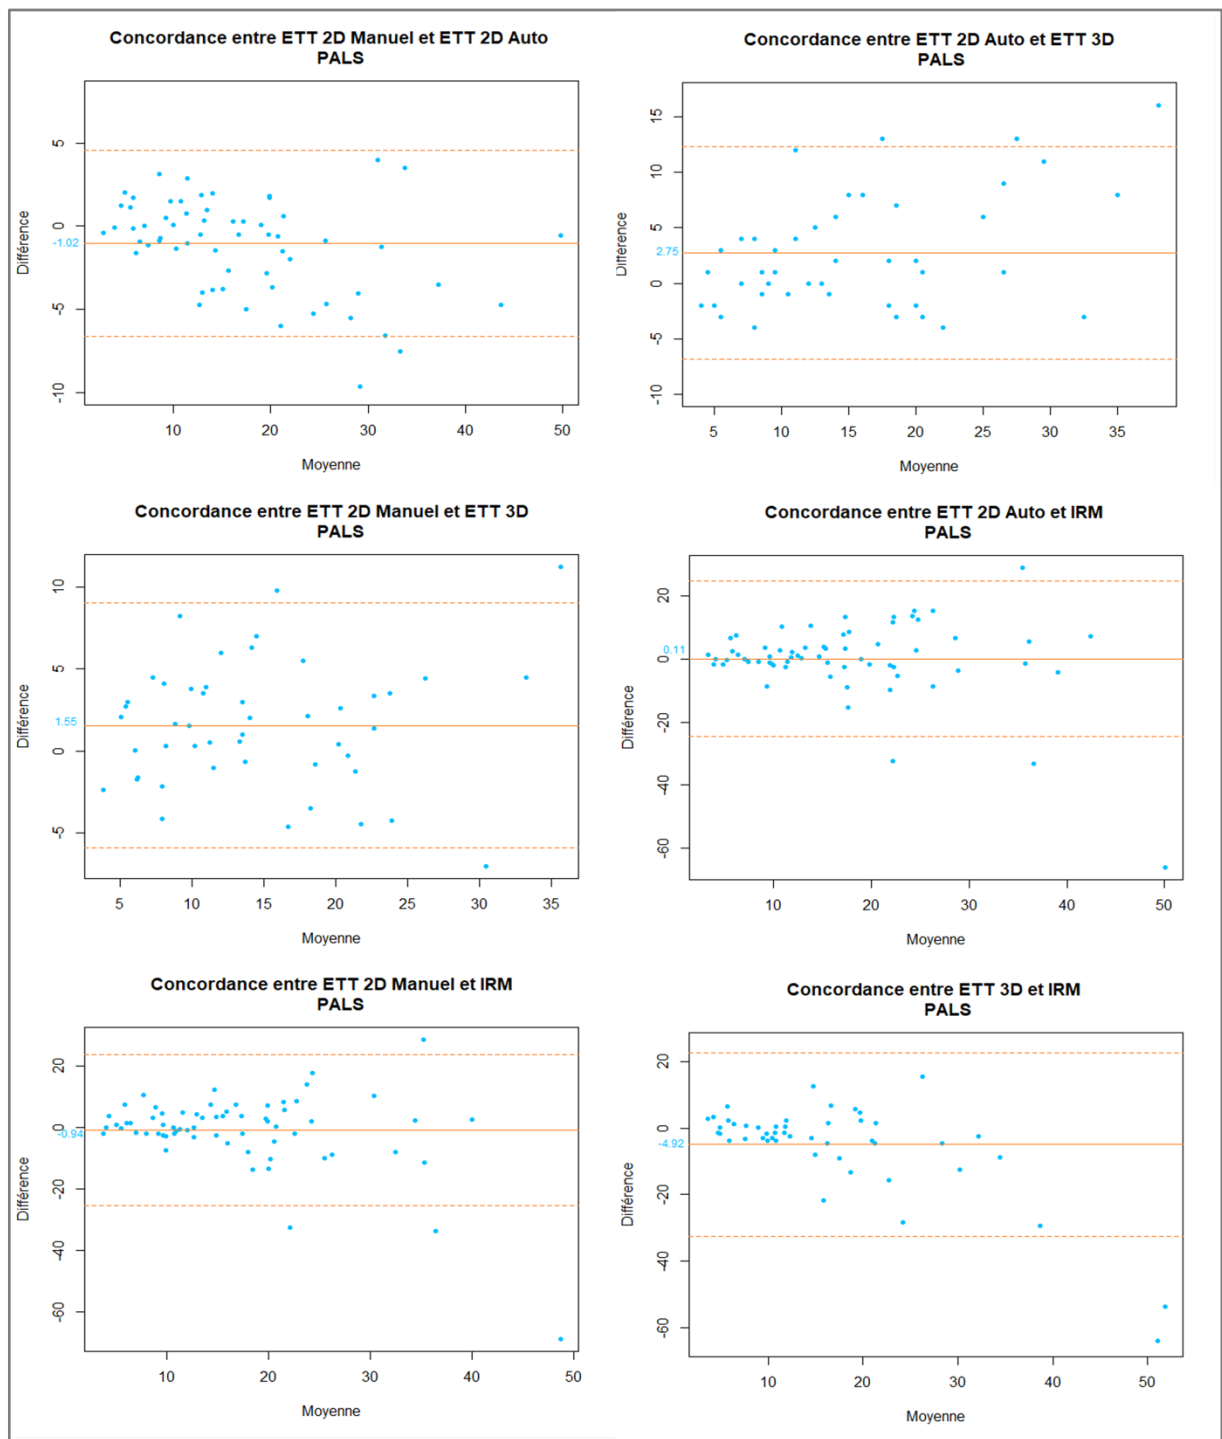 Concordance entre ETT 2D Manuel et ETT 2D Auto
PALS
Différence
5
0
-1.02
-5
-10
10 20 30 40 50
Moyenne
Concordance entre ETT 2D Auto et ETT 3D
PALS
Différence
15
10
5
2.75
0
-5
-10
5 10 15 20 25 30 35
Moyenne
Concordance entre ETT 2D Manuel et ETT 3D
PALS
Différence
10
5
1.55
0
-5
5 10 15 20 25 30 35
Moyenne
Concordance entre ETT 2D Auto et IRM
PALS
Différence
20
0.11
0
-20
-40
-60
10 20 30 40 50
Moyenne
Concordance entre ETT 2D Manuel et IRM
PALS
Différence
20
0
-0.94
-20
-40
-60
10 20 30 40 50
Moyenne
Concordance entre ETT 3D et IRM
PALS
Différence
20
0
-4.92
-20
-40
-60
10 20 30 40 50
Moyenne